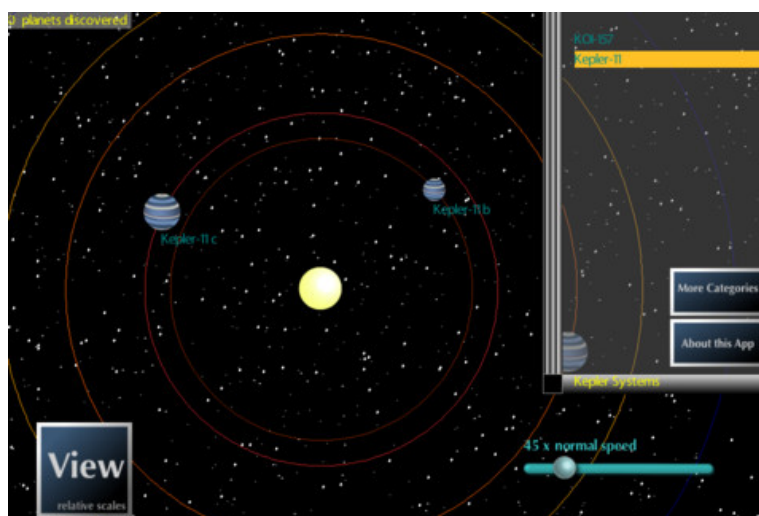 planets discovered
KOI-157
Kepler-11
Kepler-11 b
Kepler-11 c
More Categories
About this App
Kepler Systems
45 x normal speed
View
relative scales